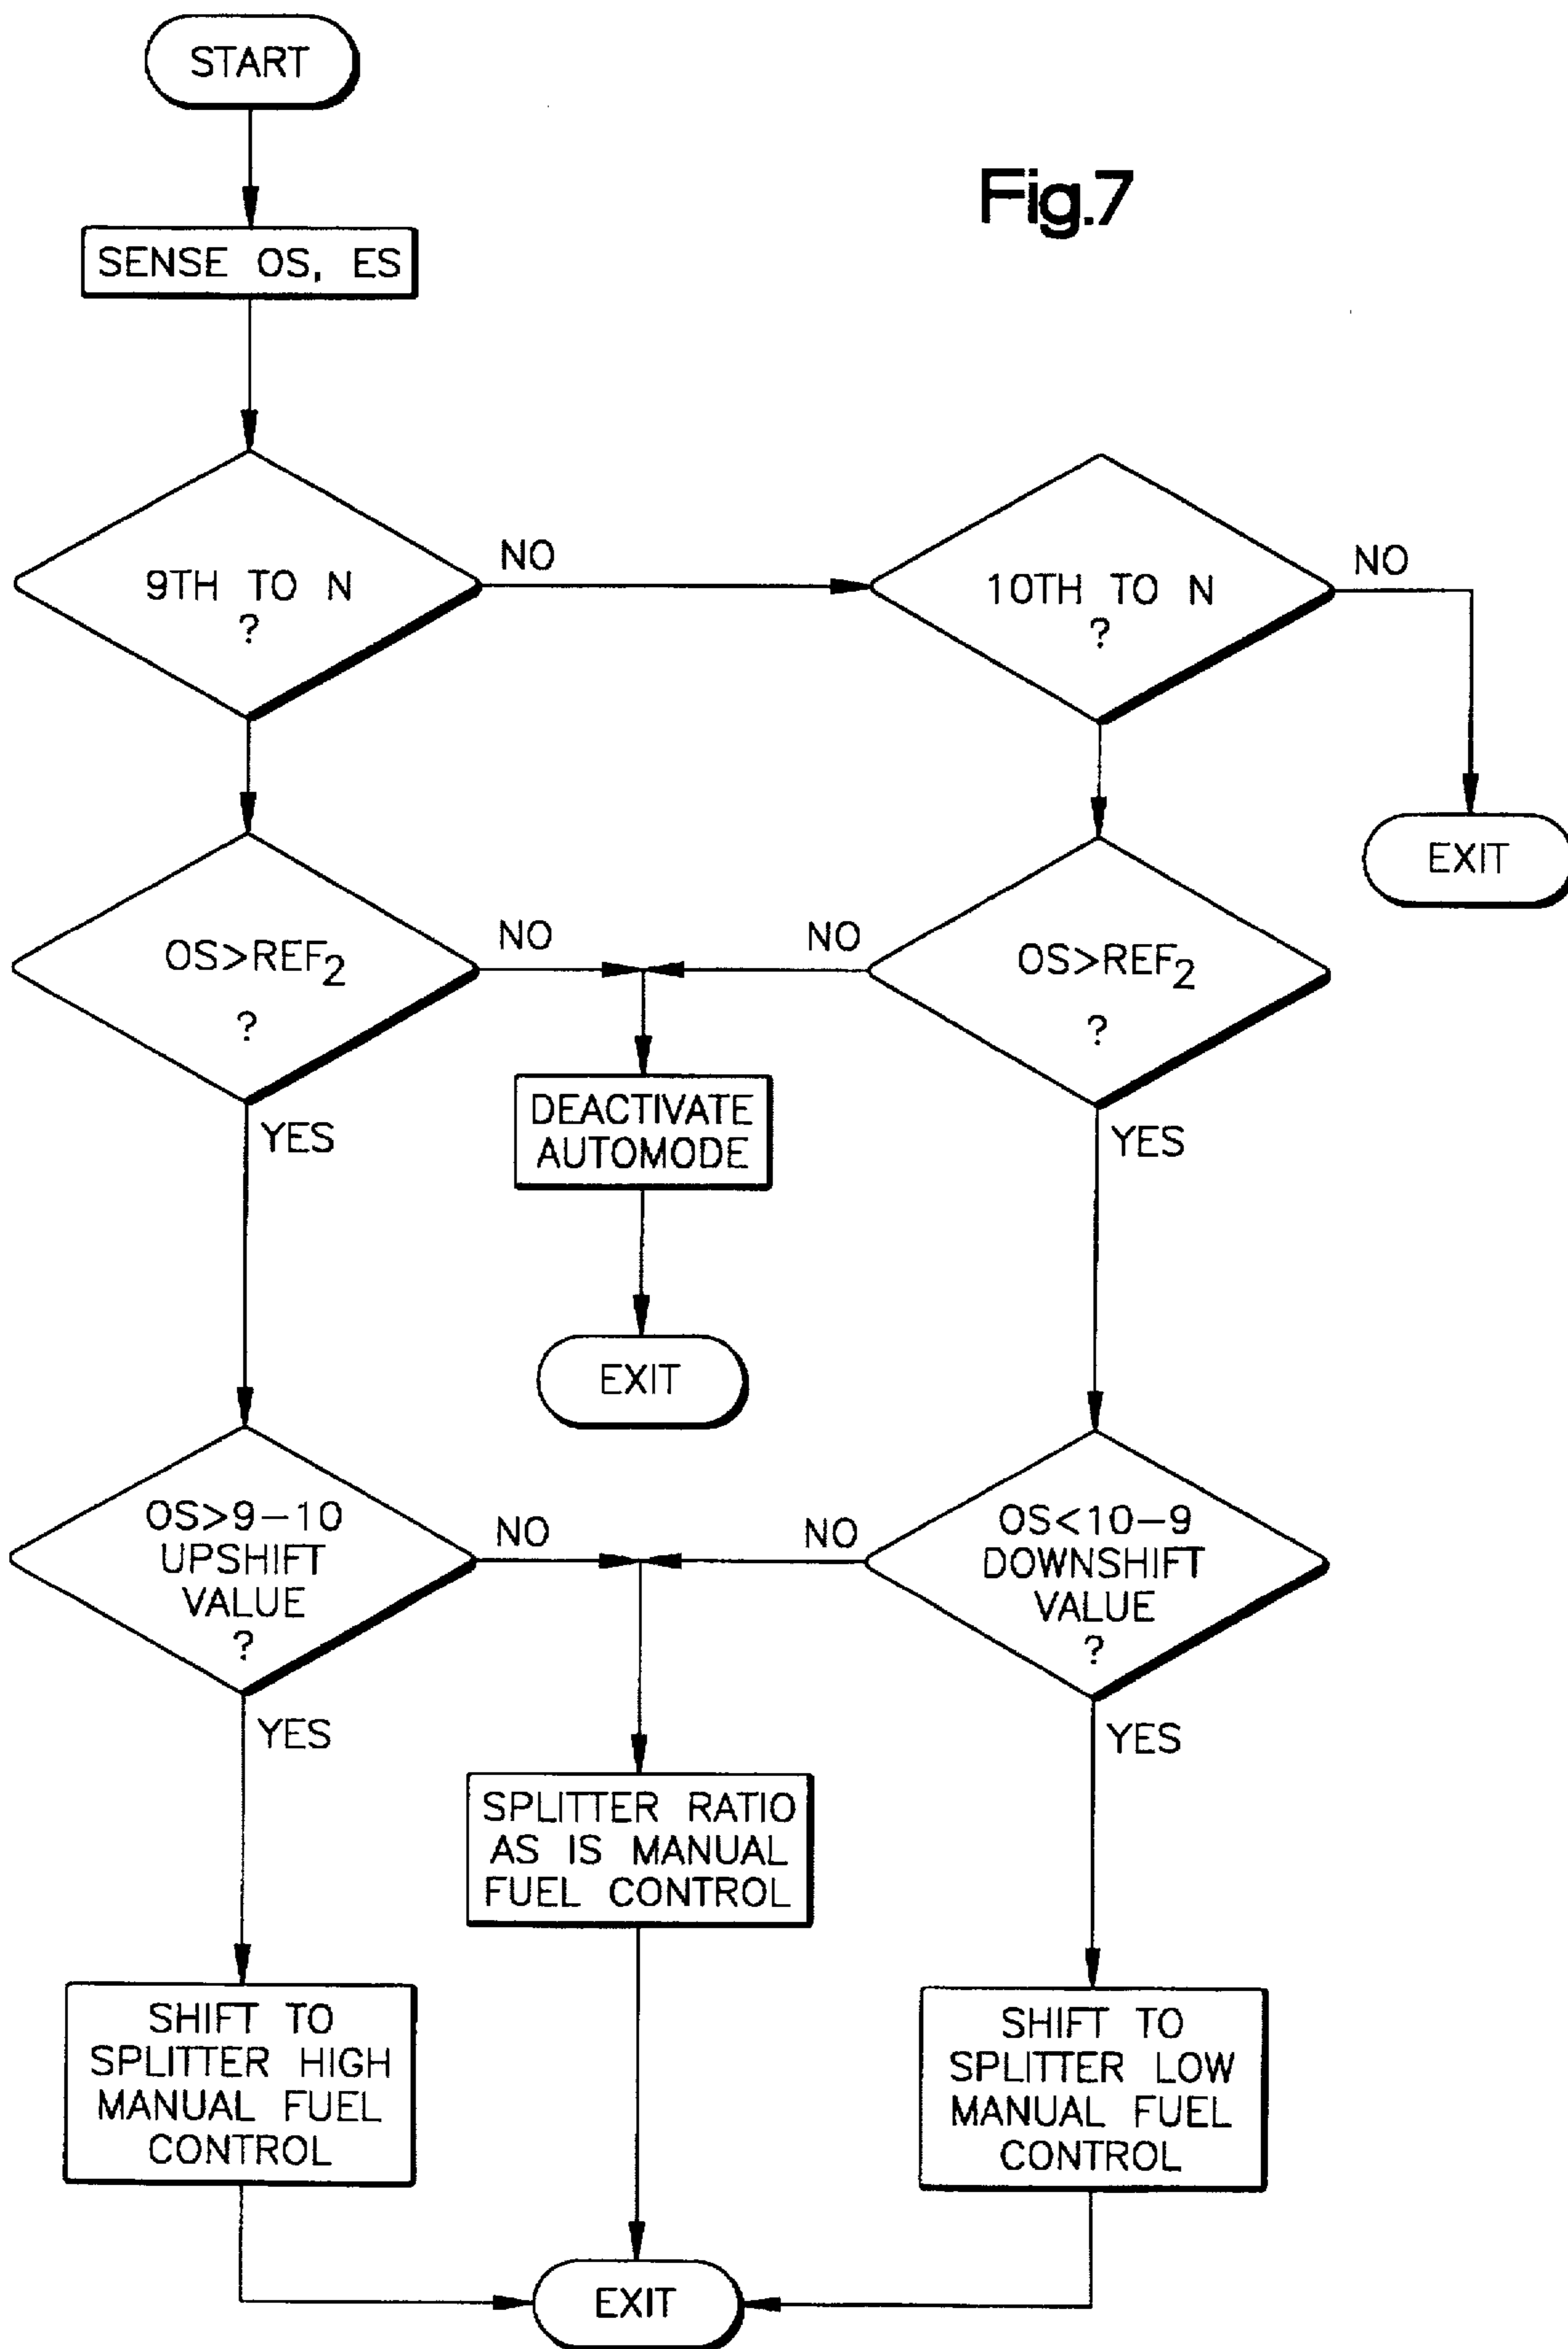 START
Fig.7
SENSE OS, ES
9TH TO N
?
NO
10TH TO N
?
NO
EXIT
OS>REF2
?
NO
NO
OS>REF2
?
YES
DEACTIVATE
AUTOMODE
YES
EXIT
OS>9-10
UPSHIFT
VALUE
?
NO
NO
OS<10-9
DOWNSHIFT
VALUE
?
YES
YES
SPLITTER RATIO
AS IS MANUAL
FUEL CONTROL
SHIFT TO
SPLITTER HIGH
MANUAL FUEL
CONTROL
SHIFT TO
SPLITTER LOW
MANUAL FUEL
CONTROL
EXIT